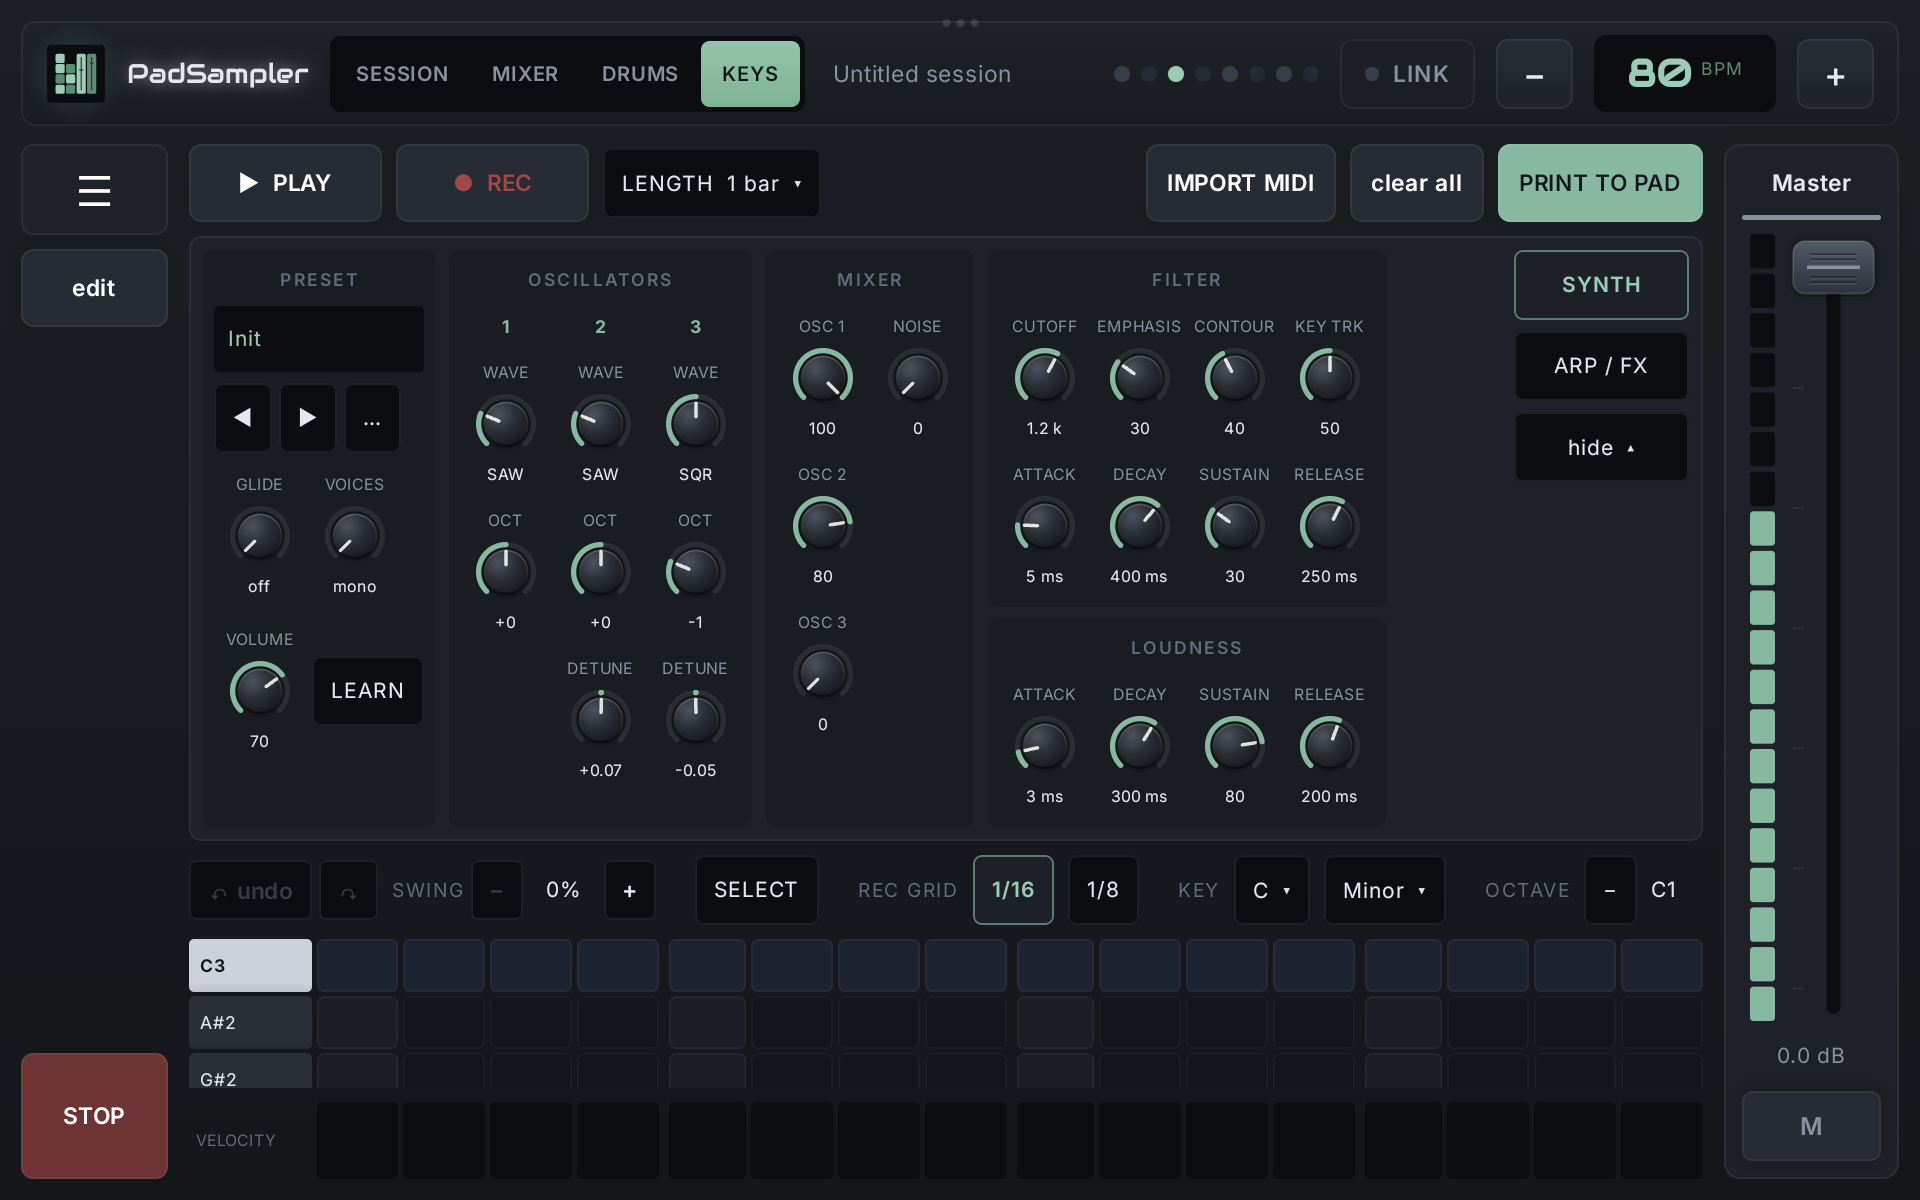 PadSampler
SESSION MIXER DRUMS KEYS
Untitled session
LINK
−
80 BPM
+
edit
STOP
PLAY
REC
LENGTH 1 bar
IMPORT MIDI
clear all
PRINT TO PAD
PRESET
Init
...
GLIDE VOICES
off mono
VOLUME
LEARN
70
OSCILLATORS
1 2 3
WAVE WAVE WAVE
SAW SAW SQR
OCT OCT OCT
+0 +0 -1
DETUNE DETUNE
+0.07 -0.05
MIXER
OSC 1 NOISE
100 0
OSC 2
80
OSC 3
0
FILTER
CUTOFF EMPHASIS CONTOUR KEY TRK
1.2 k 30 40 50
ATTACK DECAY SUSTAIN RELEASE
5 ms 400 ms 30 250 ms
LOUDNESS
ATTACK DECAY SUSTAIN RELEASE
3 ms 300 ms 80 200 ms
SYNTH
ARP / FX
hide
undo
SWING − 0% +
SELECT
REC GRID 1/16 1/8
KEY C Minor
OCTAVE − C1
C3
A#2
G#2
VELOCITY
Master
0.0 dB
M